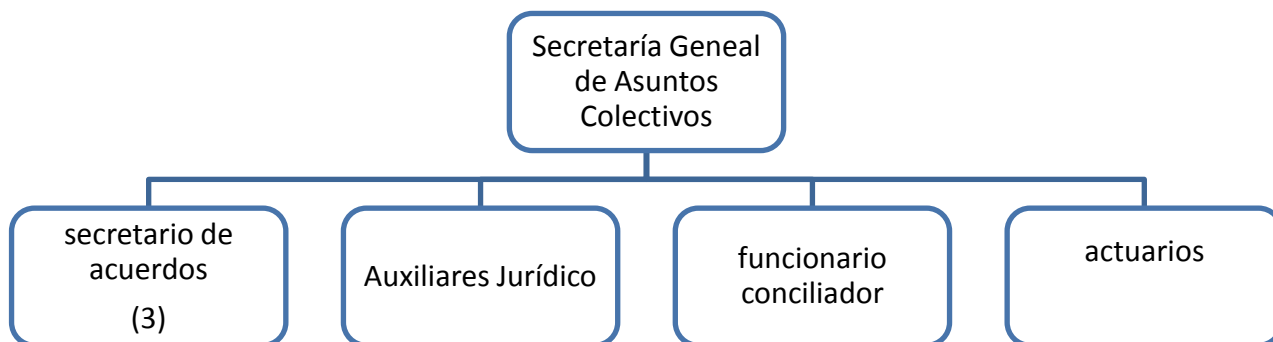 Secretaría Geneal
de Asuntos
Colectivos
secretario de
acuerdos
(3)
Auxiliares Jurídico
funcionario
conciliador
actuarios